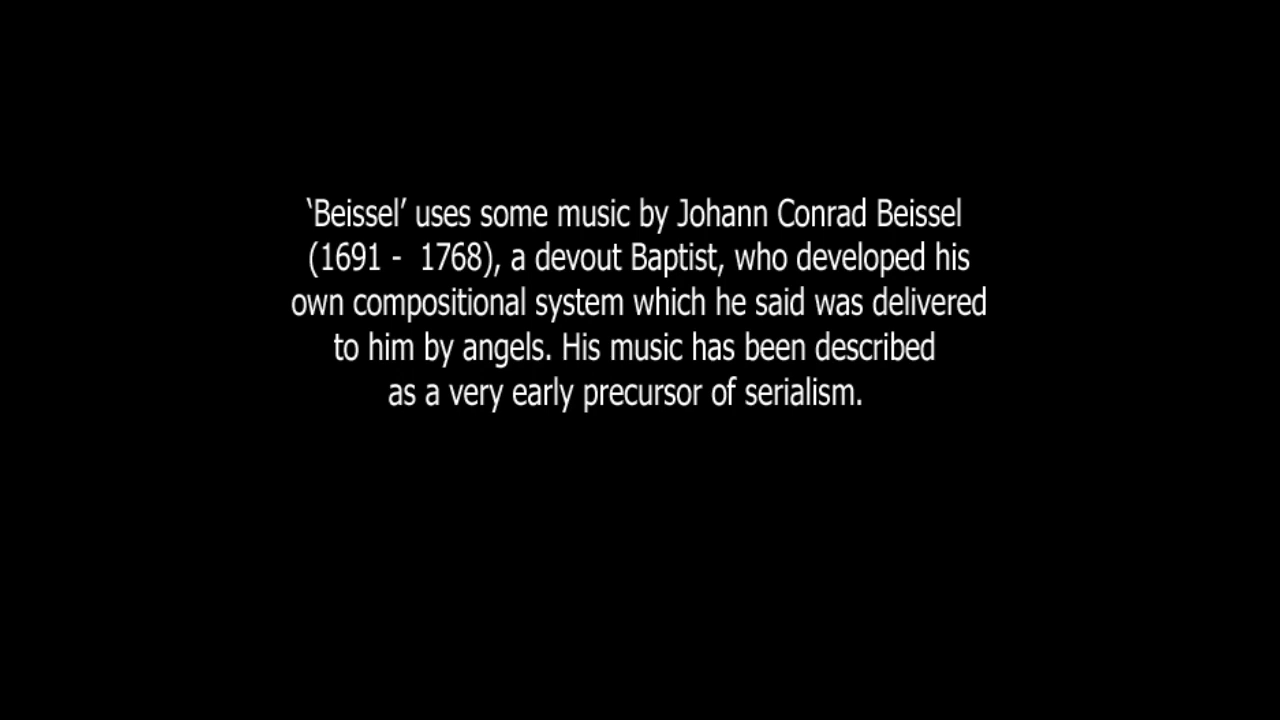 ‘Beissel’ uses some music by Johann Conrad Beissel
(1691 -  1768), a devout Baptist, who developed his
own compositional system which he said was delivered
to him by angels. His music has been described
as a very early precursor of serialism.